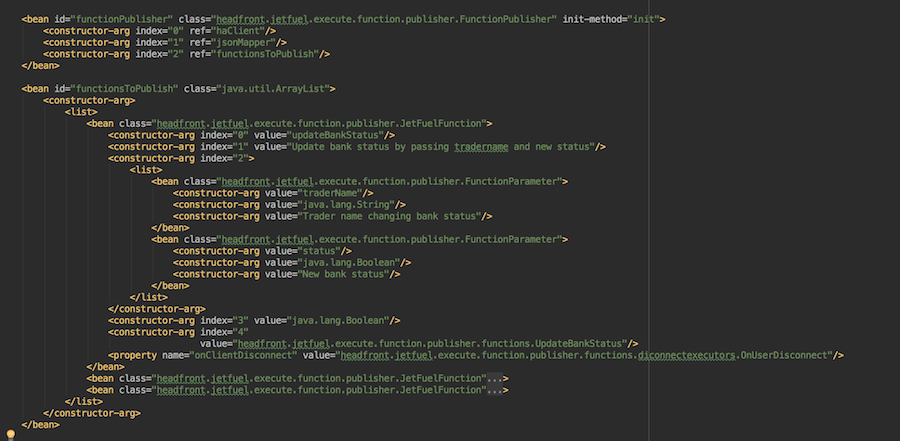 <bean id="functionPublisher" class="headfront.jetfuel.execute.function.publisher.FunctionPublisher" init-method="init">
<constructor-arg index="0" ref="haClient"/>
<constructor-arg index="1" ref="jsonMapper"/>
<constructor-arg index="2" ref="functionsToPublish"/>
</bean>
<bean id="functionsToPublish" class="java.util.ArrayList">
<constructor-arg>
<list>
<bean class="headfront.jetfuel.execute.function.publisher.JetFuelFunction">
<constructor-arg index="0" value="updateBankStatus"/>
<constructor-arg index="1" value="Update bank status by passing tradername and new status"/>
<constructor-arg index="2">
<list>
<bean class="headfront.jetfuel.execute.function.publisher.FunctionParameter">
<constructor-arg value="traderName"/>
<constructor-arg value="java.lang.String"/>
<constructor-arg value="Trader name changing bank status"/>
</bean>
<bean class="headfront.jetfuel.execute.function.publisher.FunctionParameter">
<constructor-arg value="status"/>
<constructor-arg value="java.lang.Boolean"/>
<constructor-arg value="New bank status"/>
</bean>
</list>
</constructor-arg>
<constructor-arg index="3" value="java.lang.Boolean"/>
<constructor-arg index="4"
value="headfront.jetfuel.execute.function.publisher.functions.UpdateBankStatus"/>
<property name="onClientDisconnect" value="headfront.jetfuel.execute.function.publisher.functions.diconnectexecutors.OnUserDisconnect"/>
</bean>
<bean class="headfront.jetfuel.execute.function.publisher.JetFuelFunction"...>
<bean class="headfront.jetfuel.execute.function.publisher.JetFuelFunction"...>
</list>
</constructor-arg>
</bean>